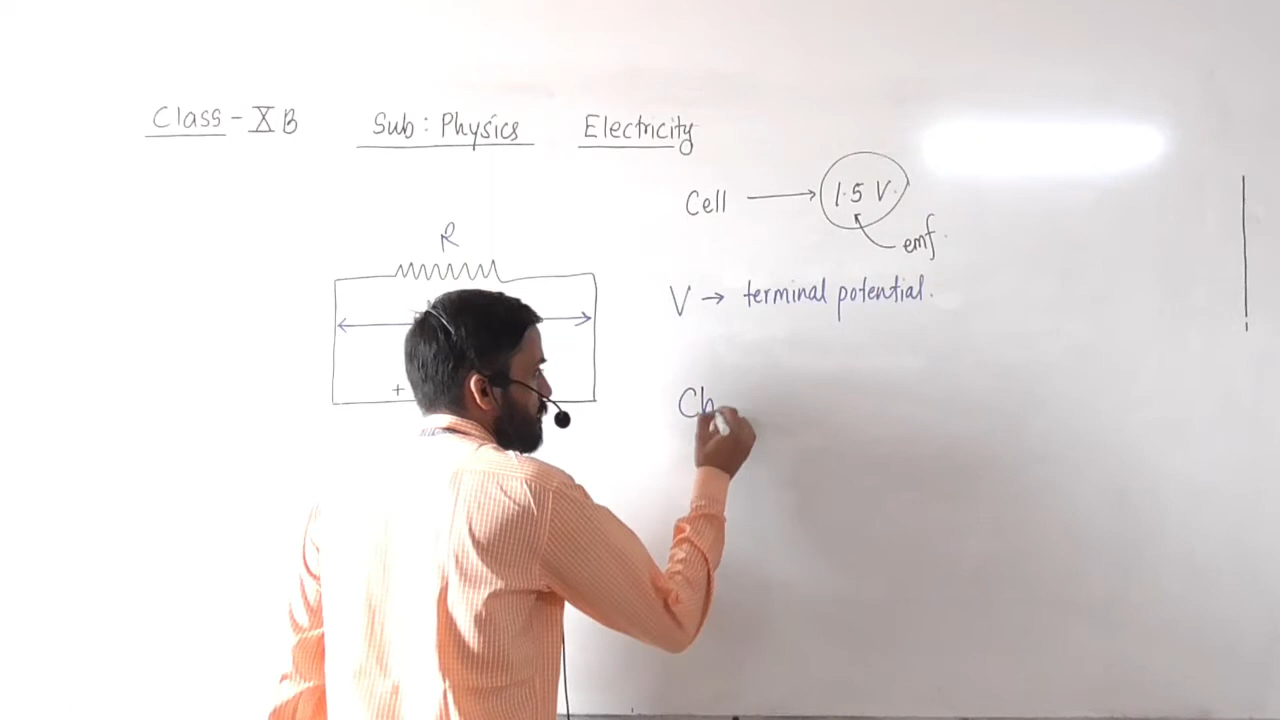 Class - X B Sub : Physics Electricity
Cell → 1.5 V.
emf.
R
V → terminal potential.
+
Ch